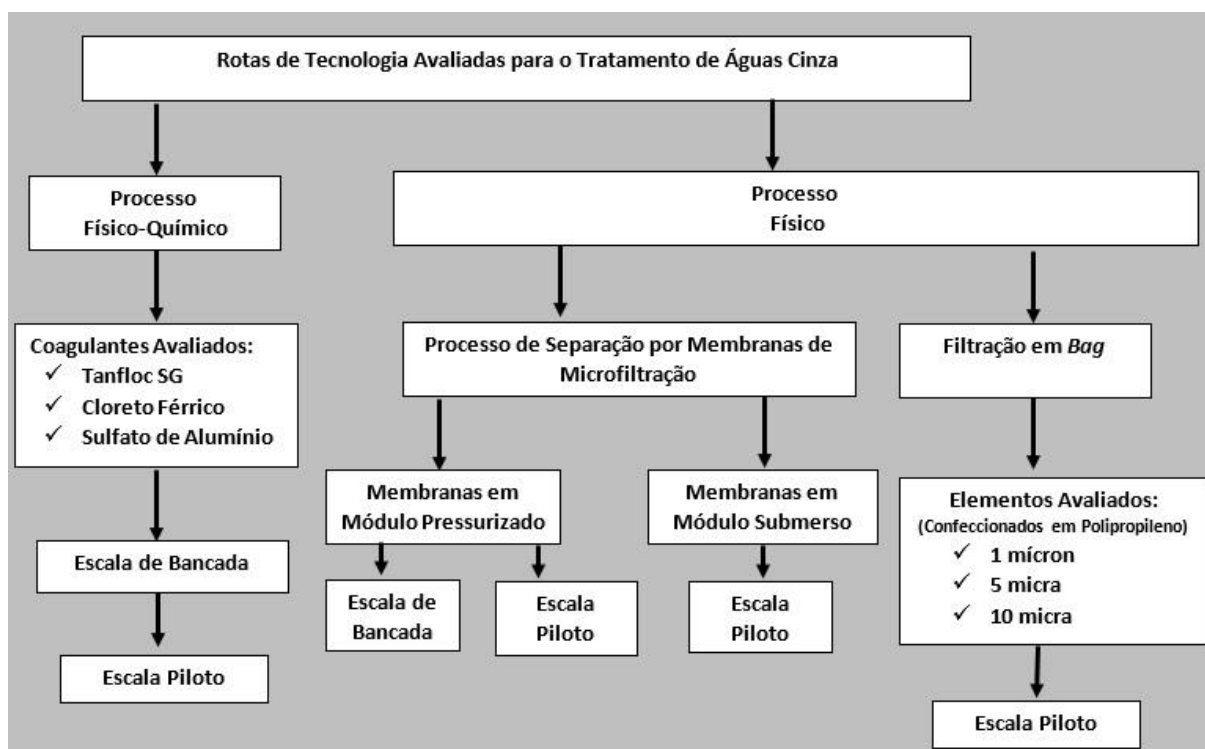 Rotas de Tecnologia Avaliadas para o Tratamento de Águas Cinza
Processo
Físico-Químico
Processo
Físico
Coagulantes Avaliados:
✓ Tanfloc SG
✓ Cloreto Férrico
✓ Sulfato de Alumínio
Processo de Separação por Membranas de
Microfiltração
Filtração em Bag
Membranas em
Módulo Pressurizado
Membranas em
Módulo Submerso
Elementos Avaliados:
(Confeccionados em Polipropileno)
✓ 1 mícron
✓ 5 micra
✓ 10 micra
Escala de Bancada
Escala de
Bancada
Escala
Piloto
Escala
Piloto
Escala Piloto
Escala Piloto